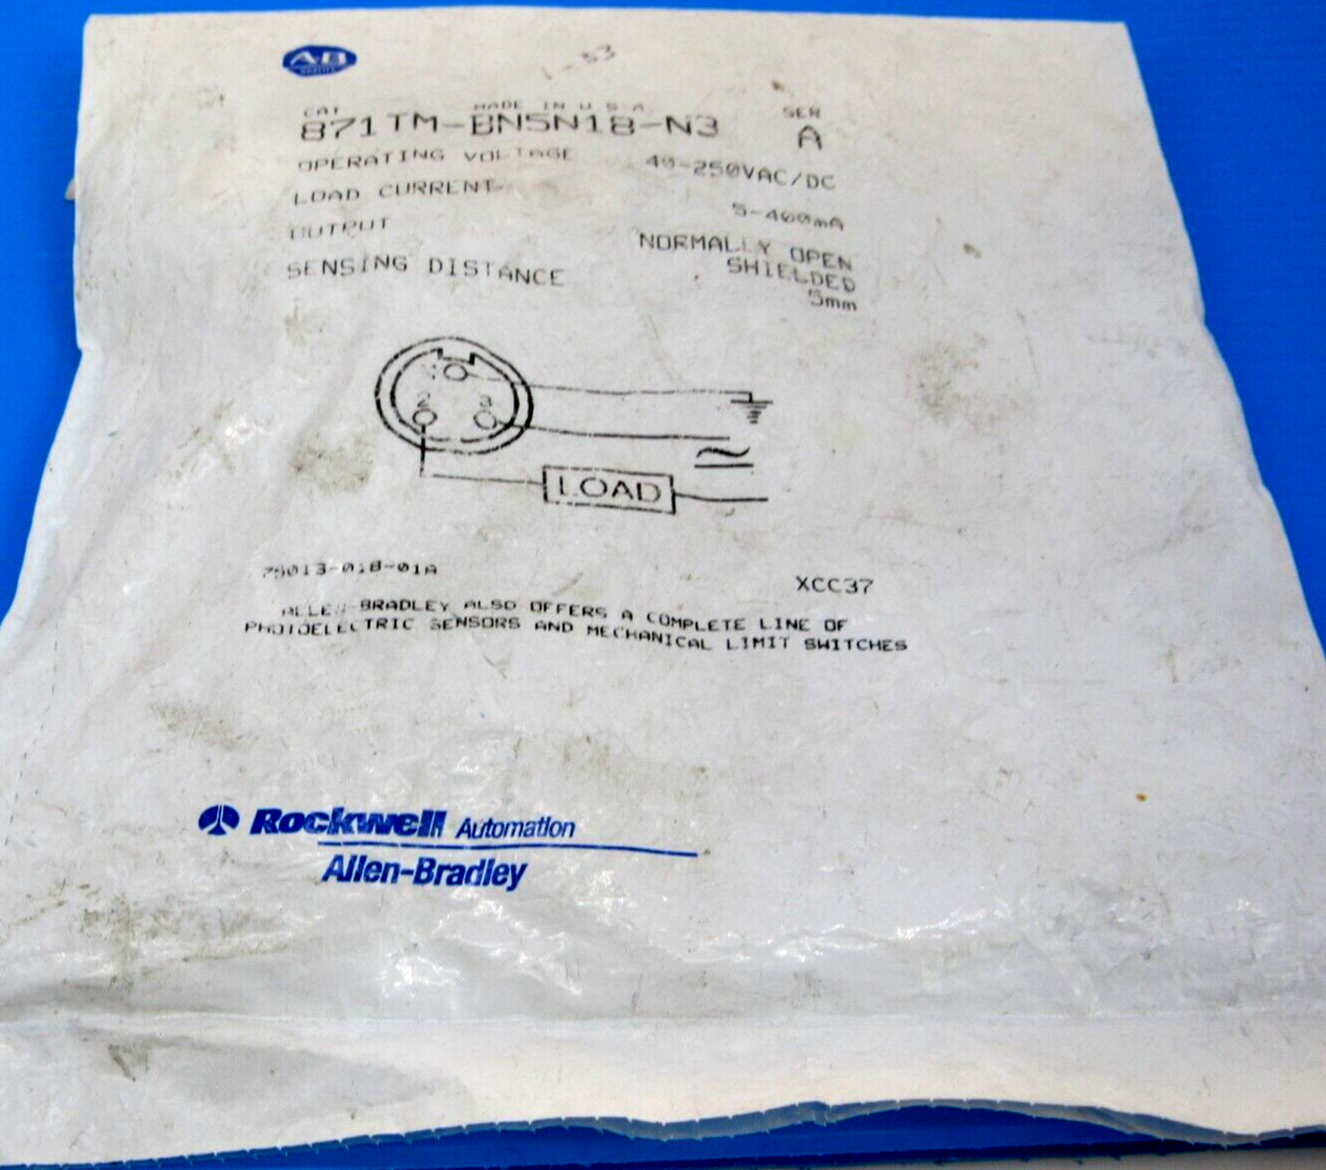 AB
QUALITY
1-53
CAT MADE IN U S A SER
871TM-BN5N18-N3 A
OPERATING VOLTAGE 40-250VAC/DC
LOAD CURRENT 5-400mA
OUTPUT NORMALLY OPEN
SHIELDED
SENSING DISTANCE 5mm
1
2 3
LOAD
75013-018-01A XCC37
ALLEN-BRADLEY ALSO OFFERS A COMPLETE LINE OF
PHOTOELECTRIC SENSORS AND MECHANICAL LIMIT SWITCHES
Rockwell Automation
Allen-Bradley